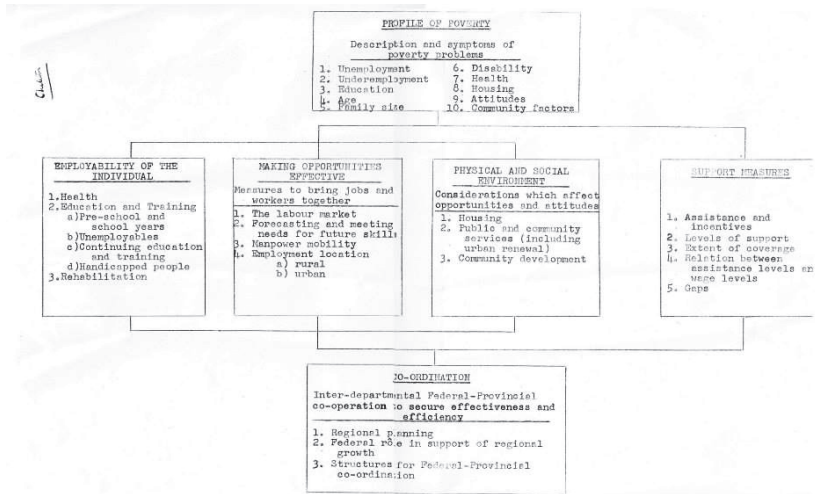 PROFILE OF POVERTY
Description and symptoms of
poverty problems
1. Unemployment
2. Underemployment
3. Education
4. Age
5. Family size
6. Disability
7. Health
8. Housing
9. Attitudes
10. Community factors
EMPLOYABILITY OF THE
INDIVIDUAL
1.Health
2.Education and Training
a)Pre-school and
school years
b)Unemployables
c)Continuing education
and training
d)Handicapped people
3.Rehabilitation
MAKING OPPORTUNITIES
EFFECTIVE
Measures to bring jobs and
workers together
1. The labour market
2. Forecasting and meeting
needs for future skills
3. Manpower mobility
4. Employment location
a) rural
b) urban
PHYSICAL AND SOCIAL
ENVIRONMENT
Considerations which affect
opportunities and attitudes
1. Housing
2. Public and community
services (including
urban renewal)
3. Community development
SUPPORT MEASURES
1. Assistance and
incentives
2. Levels of support
3. Extent of coverage
4. Relation between
assistance levels an
wage levels
5. Gaps
CO-ORDINATION
Inter-departmental Federal-Provincial
co-operation to secure effectiveness and
efficiency
1. Regional planning
2. Federal role in support of regional
growth
3. Structures for Federal-Provincial
co-ordination